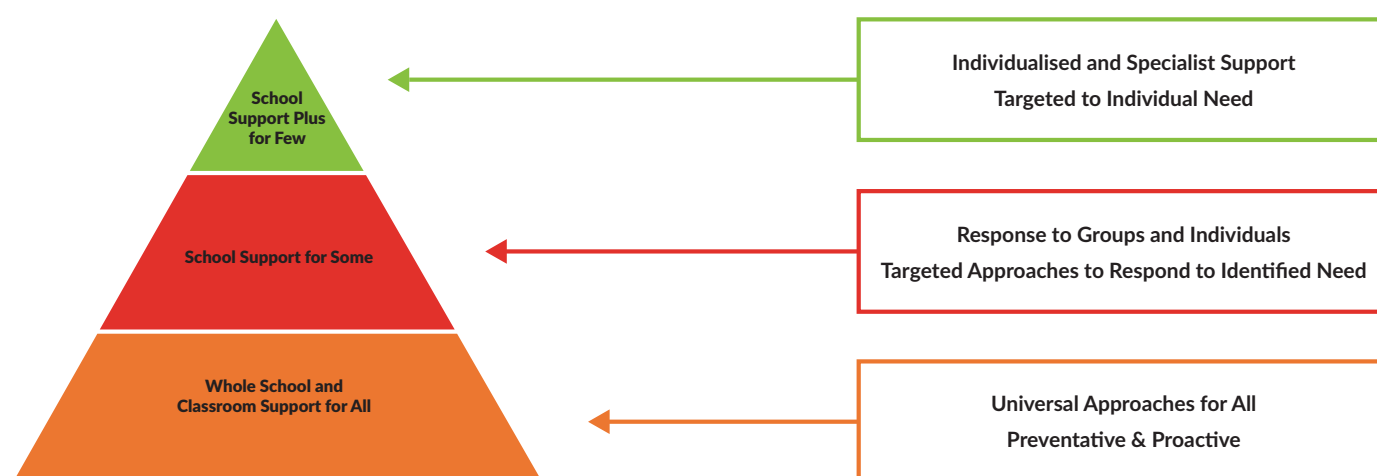 School
Support Plus
for Few
Individualised and Specialist Support
Targeted to Individual Need
School Support for Some
Response to Groups and Individuals
Targeted Approaches to Respond to Identified Need
Whole School and
Classroom Support for All
Universal Approaches for All
Preventative & Proactive